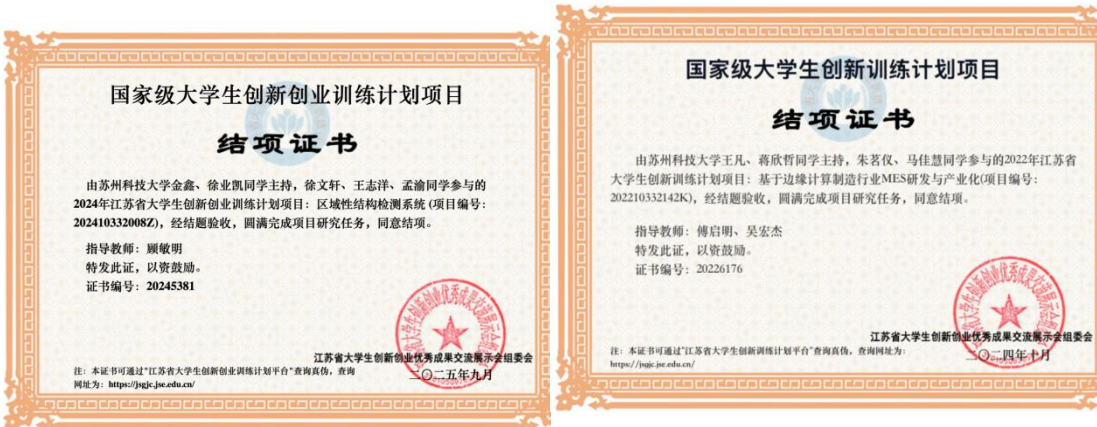 国家级大学生创新创业训练计划项目
结项证书
由苏州科技大学金鑫、徐业凯同学主持，徐文轩、王志洋、孟渝同学参与的
2024年江苏省大学生创新创业训练计划项目：区域性结构检测系统 (项目编号：
202410332008Z)，经结题验收，圆满完成项目研究任务，同意结项。
指导教师：顾敏明
特发此证，以资鼓励。
证书编号：20245381
江苏省大学生创新创业优秀成果交流展示会组委会
二〇二五年九月
注：本证书可通过“江苏省大学生创新创业训练计划平台”查询真伪，查询
网址为：https://jsgjc.jse.edu.cn/
国家级大学生创新训练计划项目
结项证书
由苏州科技大学王凡、蒋欣哲同学主持，朱茗仪、马佳慧同学参与的2022年江苏省
大学生创新训练计划项目：基于边缘计算制造行业MES研发与产业化(项目编号：
202210332142K)，经结题验收，圆满完成项目研究任务，同意结项。
指导教师：傅启明、吴宏杰
特发此证，以资鼓励。
证书编号：20226176
江苏省大学生创新创业优秀成果交流展示会组委会
二〇二四年十月
注：本证书可通过“江苏省大学生创新训练计划平台”查询真伪，查询网址为：
https://jsgjc.jse.edu.cn/